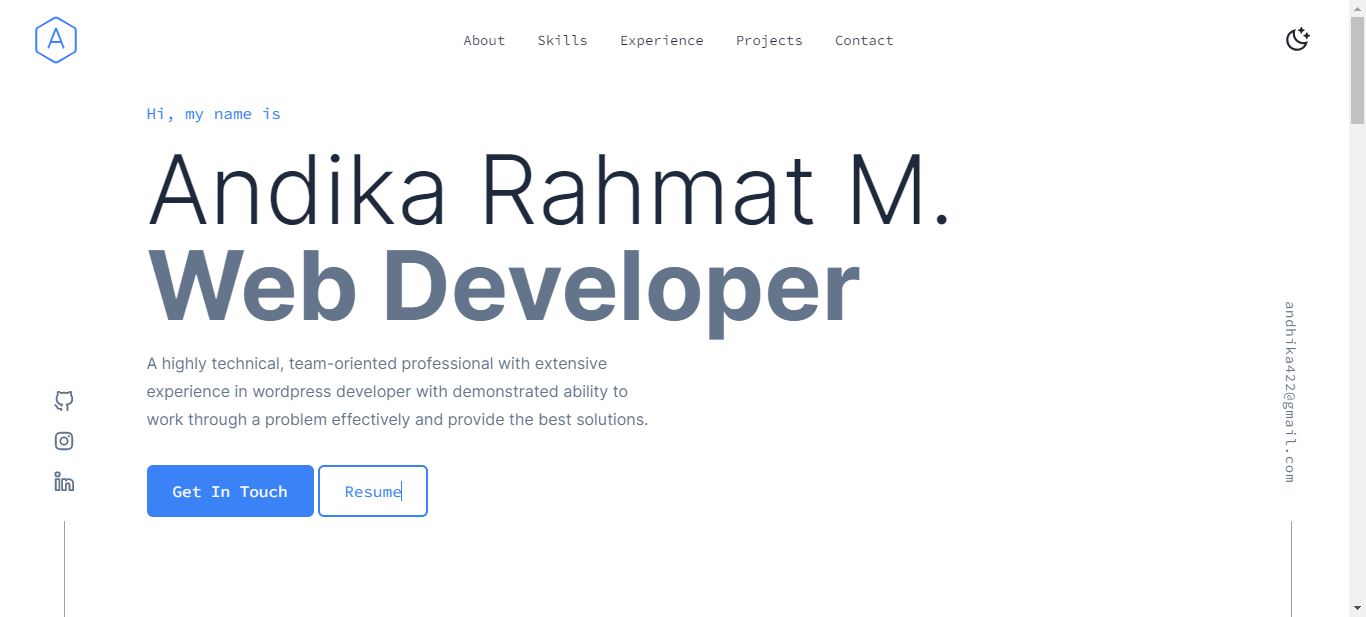 A
About Skills Experience Projects Contact
Hi, my name is
Andika Rahmat M.
Web Developer
A highly technical, team-oriented professional with extensive
experience in wordpress developer with demonstrated ability to
work through a problem effectively and provide the best solutions.
Get In Touch
Resume
andhika422@gmail.com